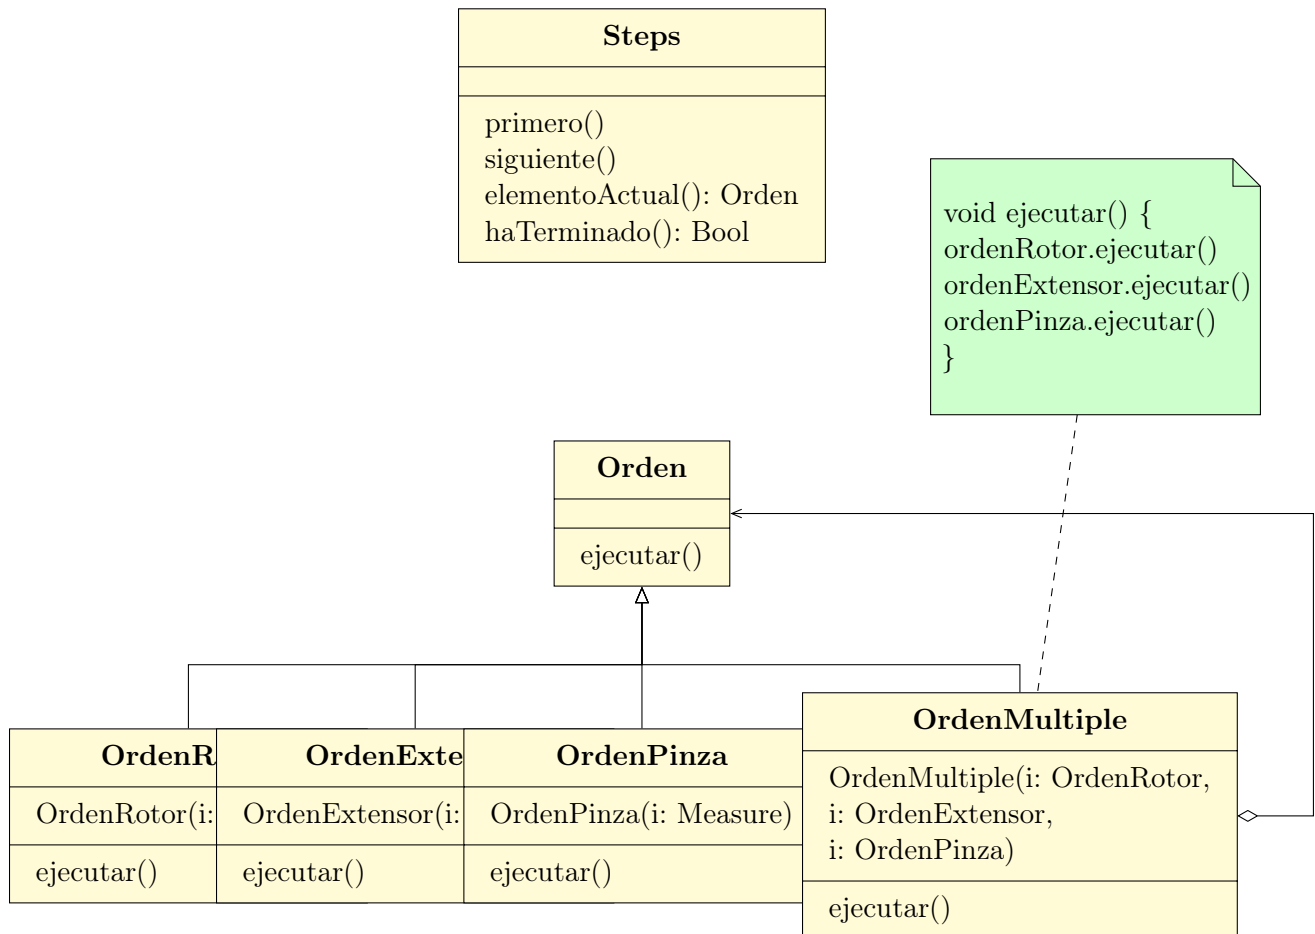 Steps
primero()
siguiente()
elementoActual(): Orden
haTerminado(): Bool
void ejecutar() {
ordenRotor.ejecutar()
ordenExtensor.ejecutar()
ordenPinza.ejecutar()
}
Orden
ejecutar()
OrdenR
OrdenRotor(i:
ejecutar()
OrdenExte
OrdenExtensor(i:
ejecutar()
OrdenPinza
OrdenPinza(i: Measure)
ejecutar()
OrdenMultiple
OrdenMultiple(i: OrdenRotor,
i: OrdenExtensor,
i: OrdenPinza)
ejecutar()